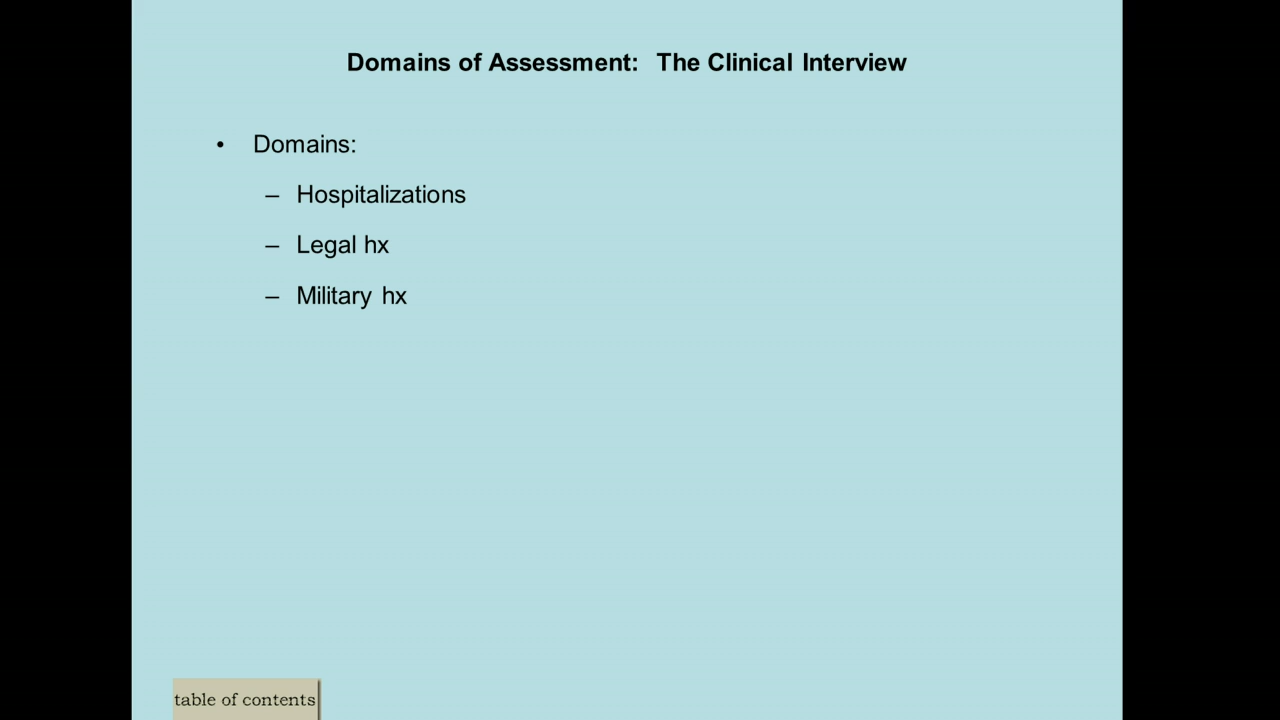 Domains of Assessment: The Clinical Interview
• Domains:
– Hospitalizations
– Legal hx
– Military hx
table of contents